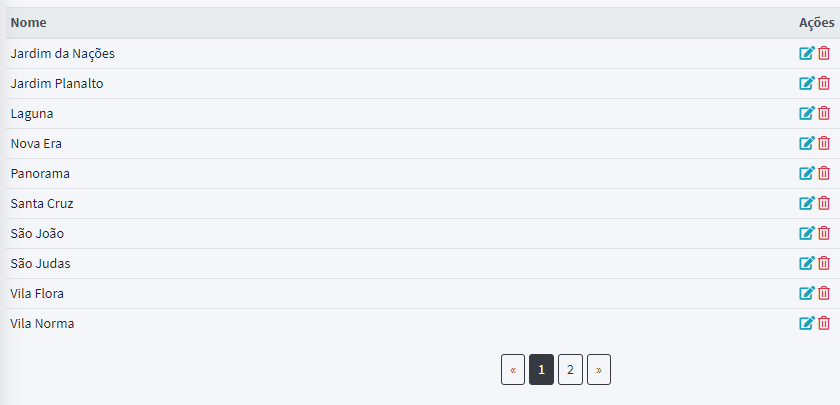 Nome Ações
Jardim da Nações
Jardim Planalto
Laguna
Nova Era
Panorama
Santa Cruz
São João
São Judas
Vila Flora
Vila Norma
« 1 2 »